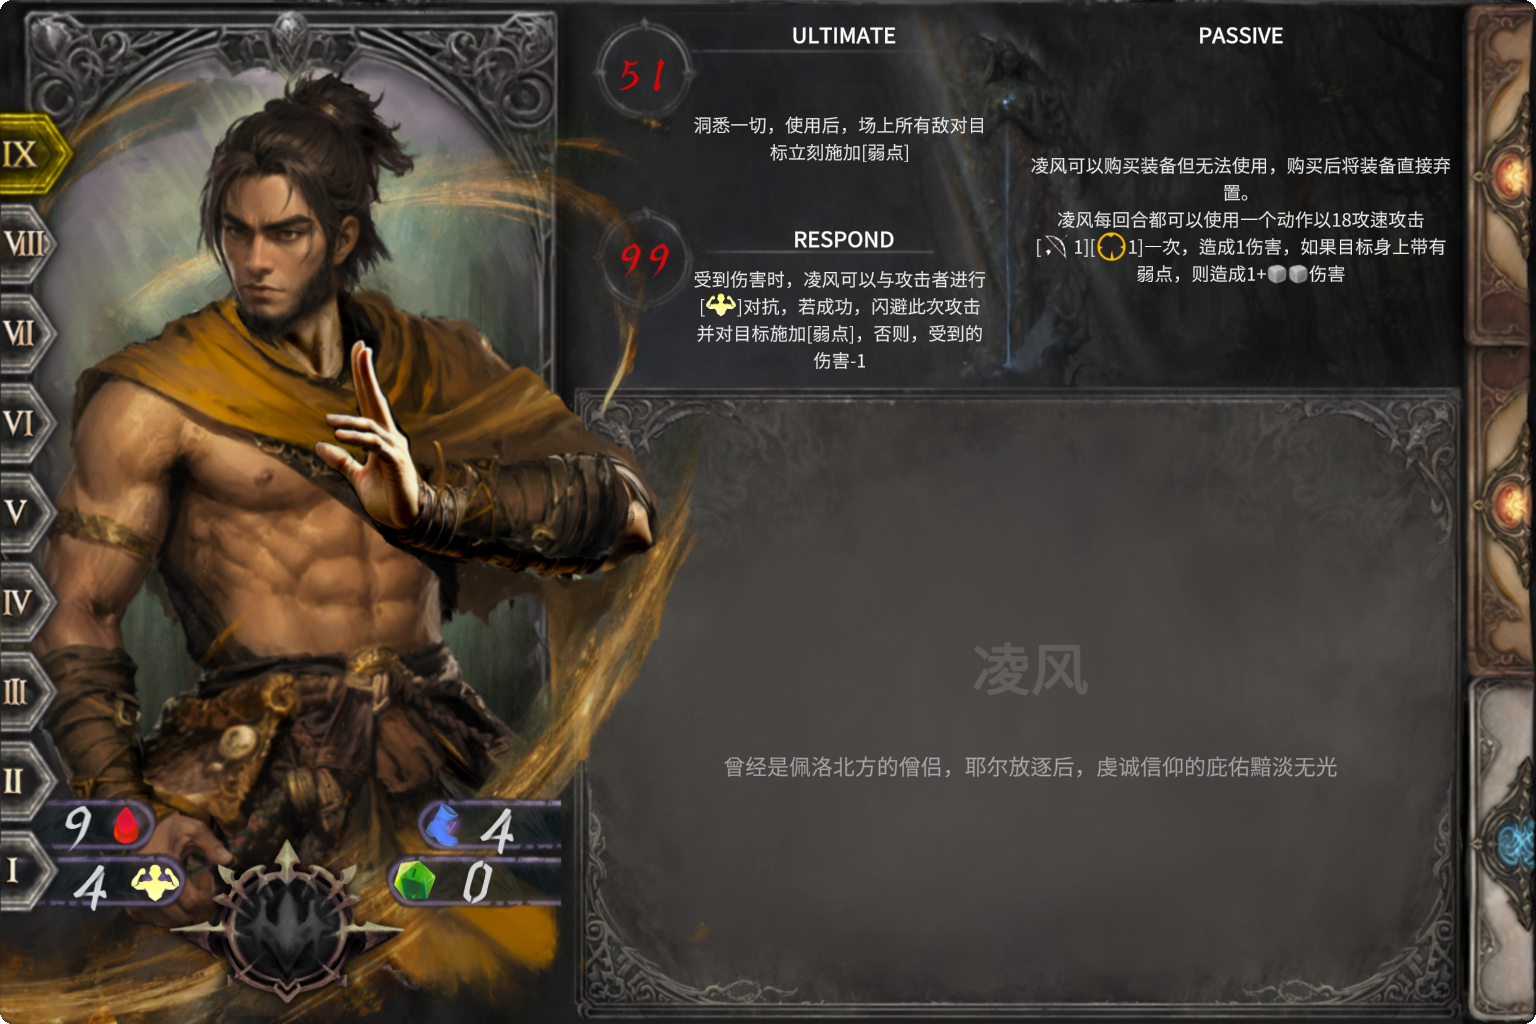 IX
VIII
VII
VI
V
IV
III
II
I
9
4
4
0
51
ULTIMATE
洞悉一切，使用后，场上所有敌对目
标立刻施加[弱点]
99
RESPOND
受到伤害时，凌风可以与攻击者进行
[]对抗，若成功，闪避此次攻击
并对目标施加[弱点]，否则，受到的
伤害-1
PASSIVE
凌风可以购买装备但无法使用，购买后将装备直接弃
置。
凌风每回合都可以使用一个动作以18攻速攻击
[ 1][1]一次，造成1伤害，如果目标身上带有
弱点，则造成1+伤害
凌风
曾经是佩洛北方的僧侣，耶尔放逐后，虔诚信仰的庇佑黯淡无光